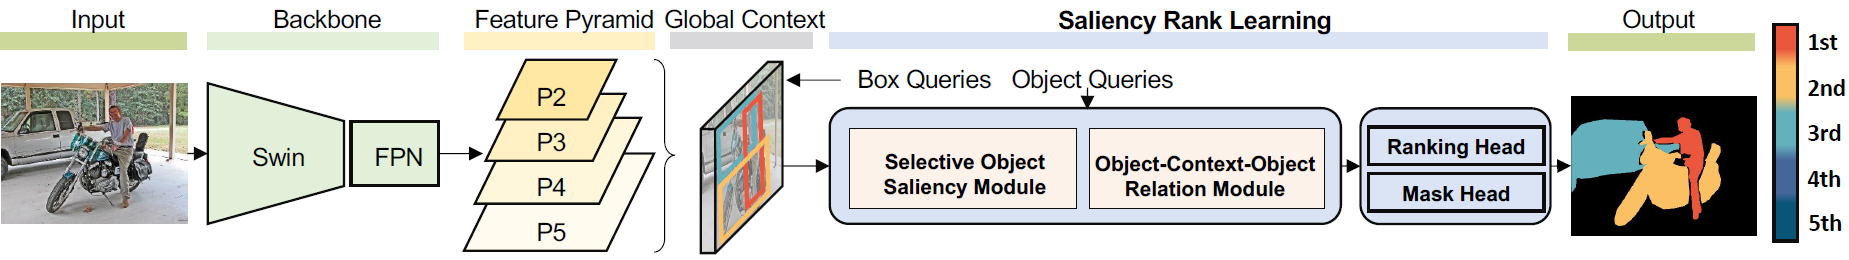 Input
Backbone
Feature Pyramid
Global Context
Saliency Rank Learning
Output
Swin
FPN
P2
P3
P4
P5
Box Queries
Object Queries
Selective Object
Saliency Module
Object-Context-Object
Relation Module
Ranking Head
Mask Head
1st
2nd
3rd
4th
5th